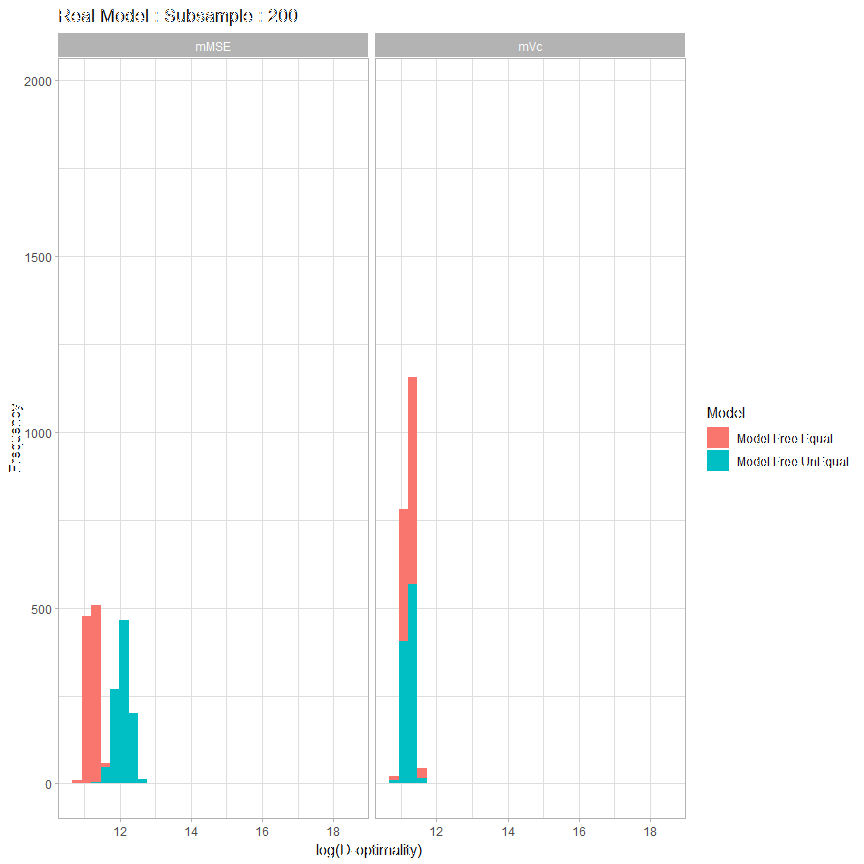 Real Model : Subsample : 200
mMSE
mVc
2000
1500
1000
500
0
Frequency
12
14
16
18
12
14
16
18
log(D-optimality)
Model
Model Free Equal
Model Free UnEqual